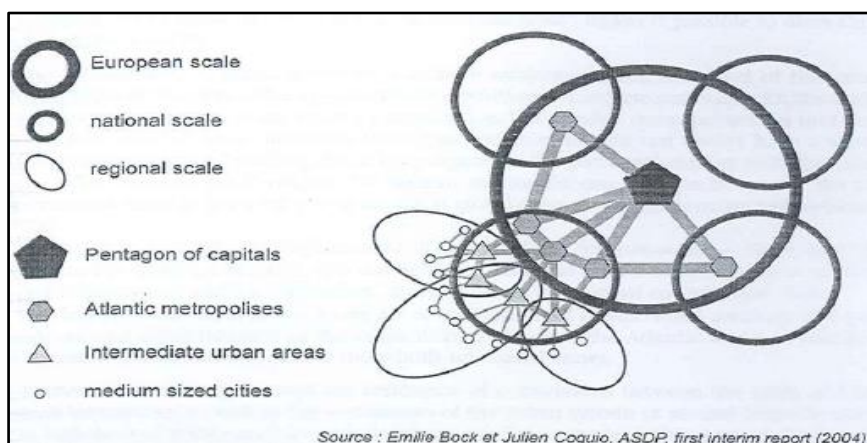 European scale
national scale
regional scale
Pentagon of capitals
Atlantic metropolises
Intermediate urban areas
medium sized cities
Source : Emilie Bock et Julien Coquio, ASDP, first interim report (2004)